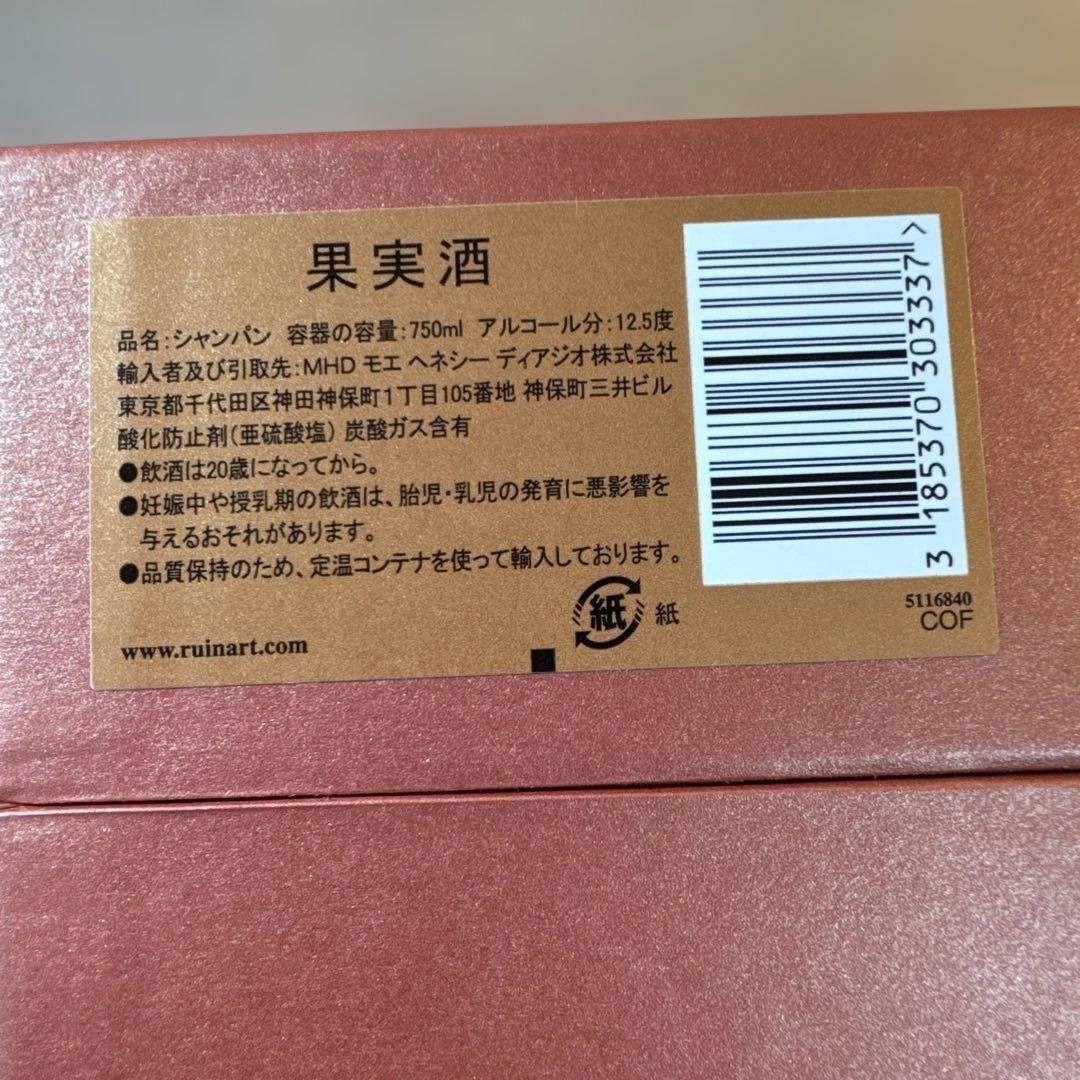 果実酒
品名：シャンパン 容器の容量：750ml アルコール分：12.5度
輸入者及び引取先：MHD モエ ヘネシー ディアジオ株式会社
東京都千代田区神田神保町1丁目105番地 神保町三井ビル
酸化防止剤（亜硫酸塩） 炭酸ガス含有
●飲酒は20歳になってから。
●妊娠中や授乳期の飲酒は、胎児・乳児の発育に悪影響を
与えるおそれがあります。
●品質保持のため、定温コンテナを使って輸入しております。
紙 紙
www.ruinart.com
3 185370 303337 >
5116840
COF